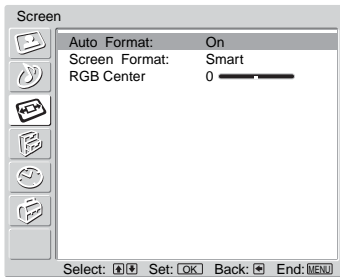 Screen
Auto Format: On
Screen Format: Smart
RGB Center 0
Select: Set: OK Back: End: MENU